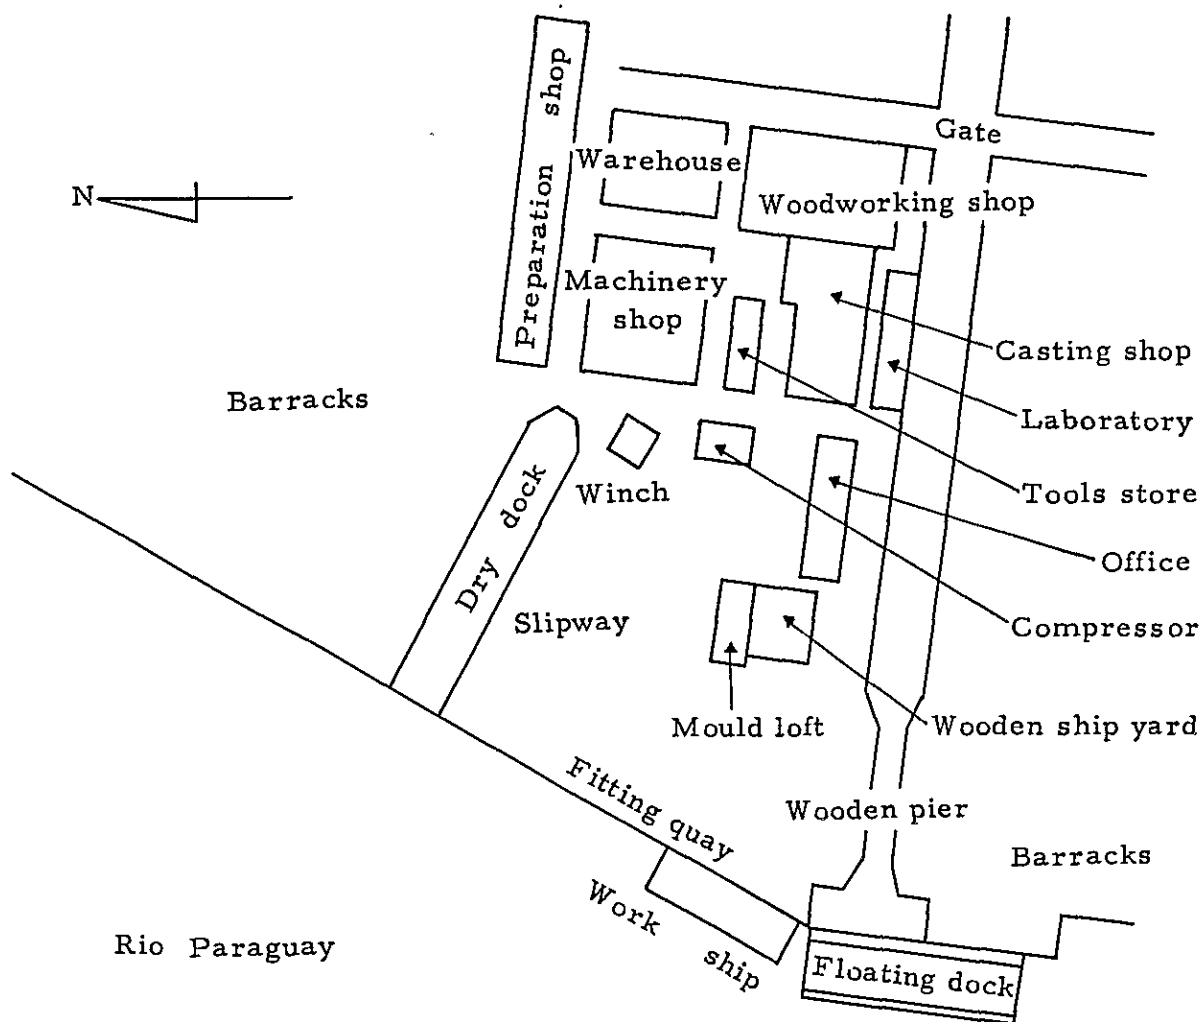 Preparation shop
Gate
Warehouse
N
Woodworking shop
Machinery
shop
Casting shop
Barracks
Laboratory
Winch
Tools store
Dry dock
Office
Slipway
Compressor
Mould loft
Wooden ship yard
Fitting quay
Wooden pier
Barracks
Work ship
Rio Paraguay
Floating dock